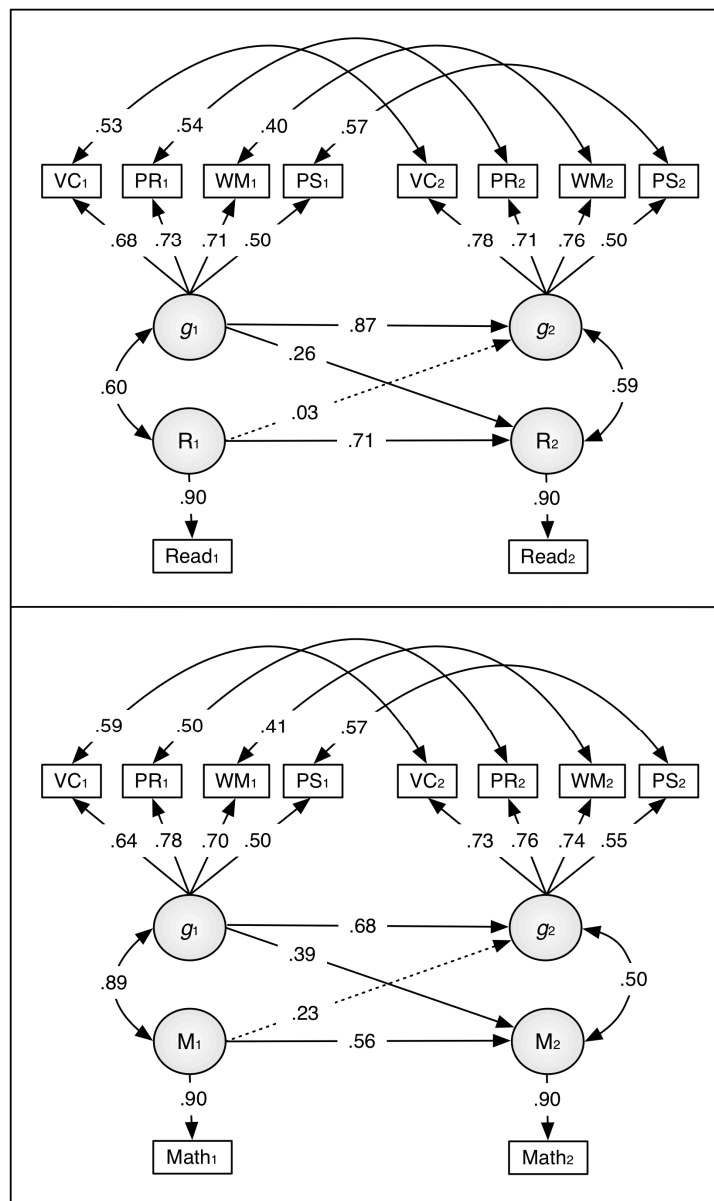 .53 .54 .40 .57
VC1 PR1 WM1 PS1 VC2 PR2 WM2 PS2
.68 .73 .71 .50 .78 .71 .76 .50
g1 .87 g2
.26
.60 .59
.03
R1 .71 R2
.90 .90
Read1 Read2
.59 .50 .41 .57
VC1 PR1 WM1 PS1 VC2 PR2 WM2 PS2
.64 .78 .70 .50 .73 .76 .74 .55
g1 .68 g2
.39
.89 .50
.23
M1 .56 M2
.90 .90
Math1 Math2